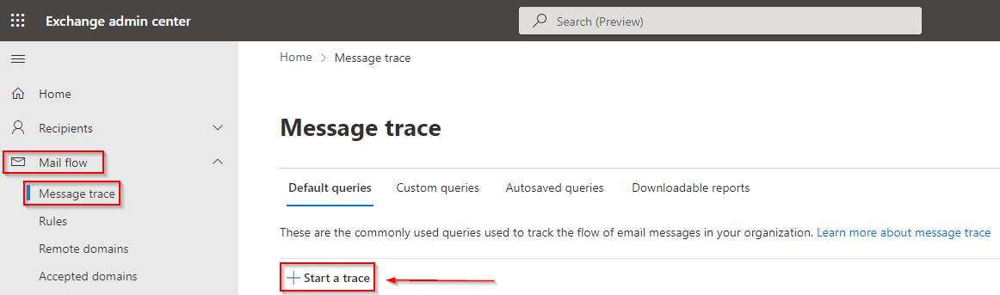 Exchange admin center
Search (Preview)
Home
Recipients
Mail flow
Message trace
Rules
Remote domains
Accepted domains
Home > Message trace
Message trace
Default queries Custom queries Autosaved queries Downloadable reports
These are the commonly used queries used to track the flow of email messages in your organization. Learn more about message trace
+ Start a trace